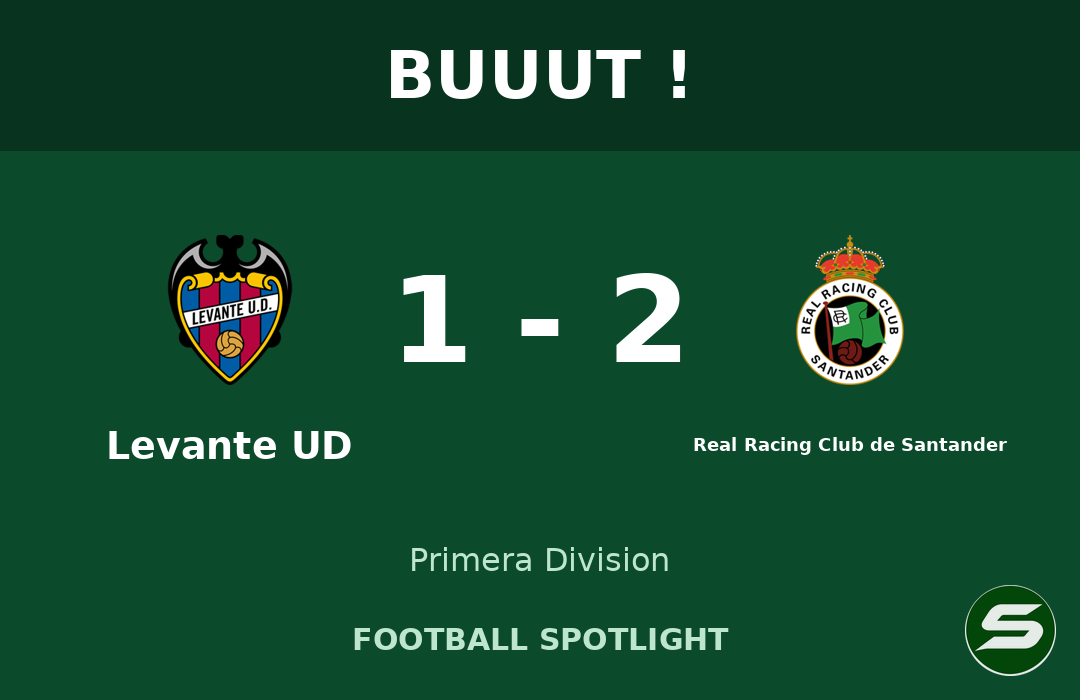 BUUUT !
LEVANTE U.D.
1 - 2
REAL RACING CLUB
SANTANDER
Levante UD
Real Racing Club de Santander
Primera Division
FOOTBALL SPOTLIGHT
S